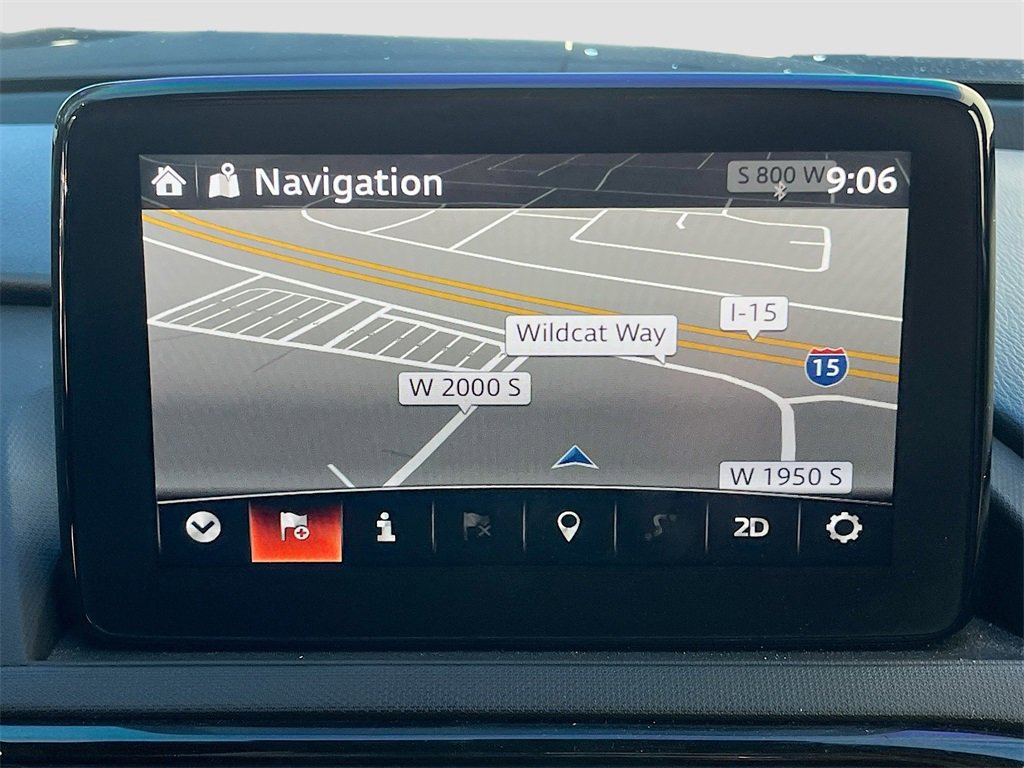 Navigation
S 800 W
9:06
I-15
Wildcat Way
15
W 2000 S
W 1950 S
2D